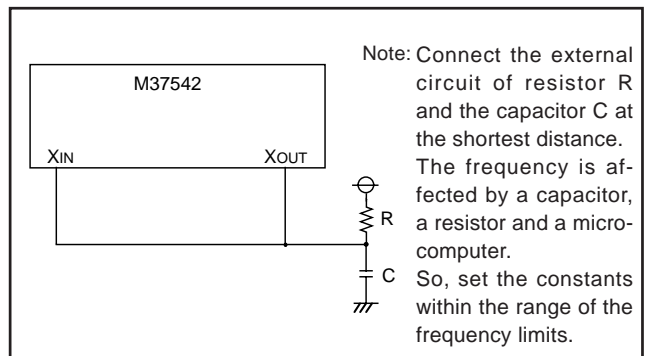 M37542
XIN
XOUT
R
C
Note: Connect the external
circuit of resistor R
and the capacitor C at
the shortest distance.
The frequency is af-
fected by a capacitor,
a resistor and a micro-
computer.
So, set the constants
within the range of the
frequency limits.